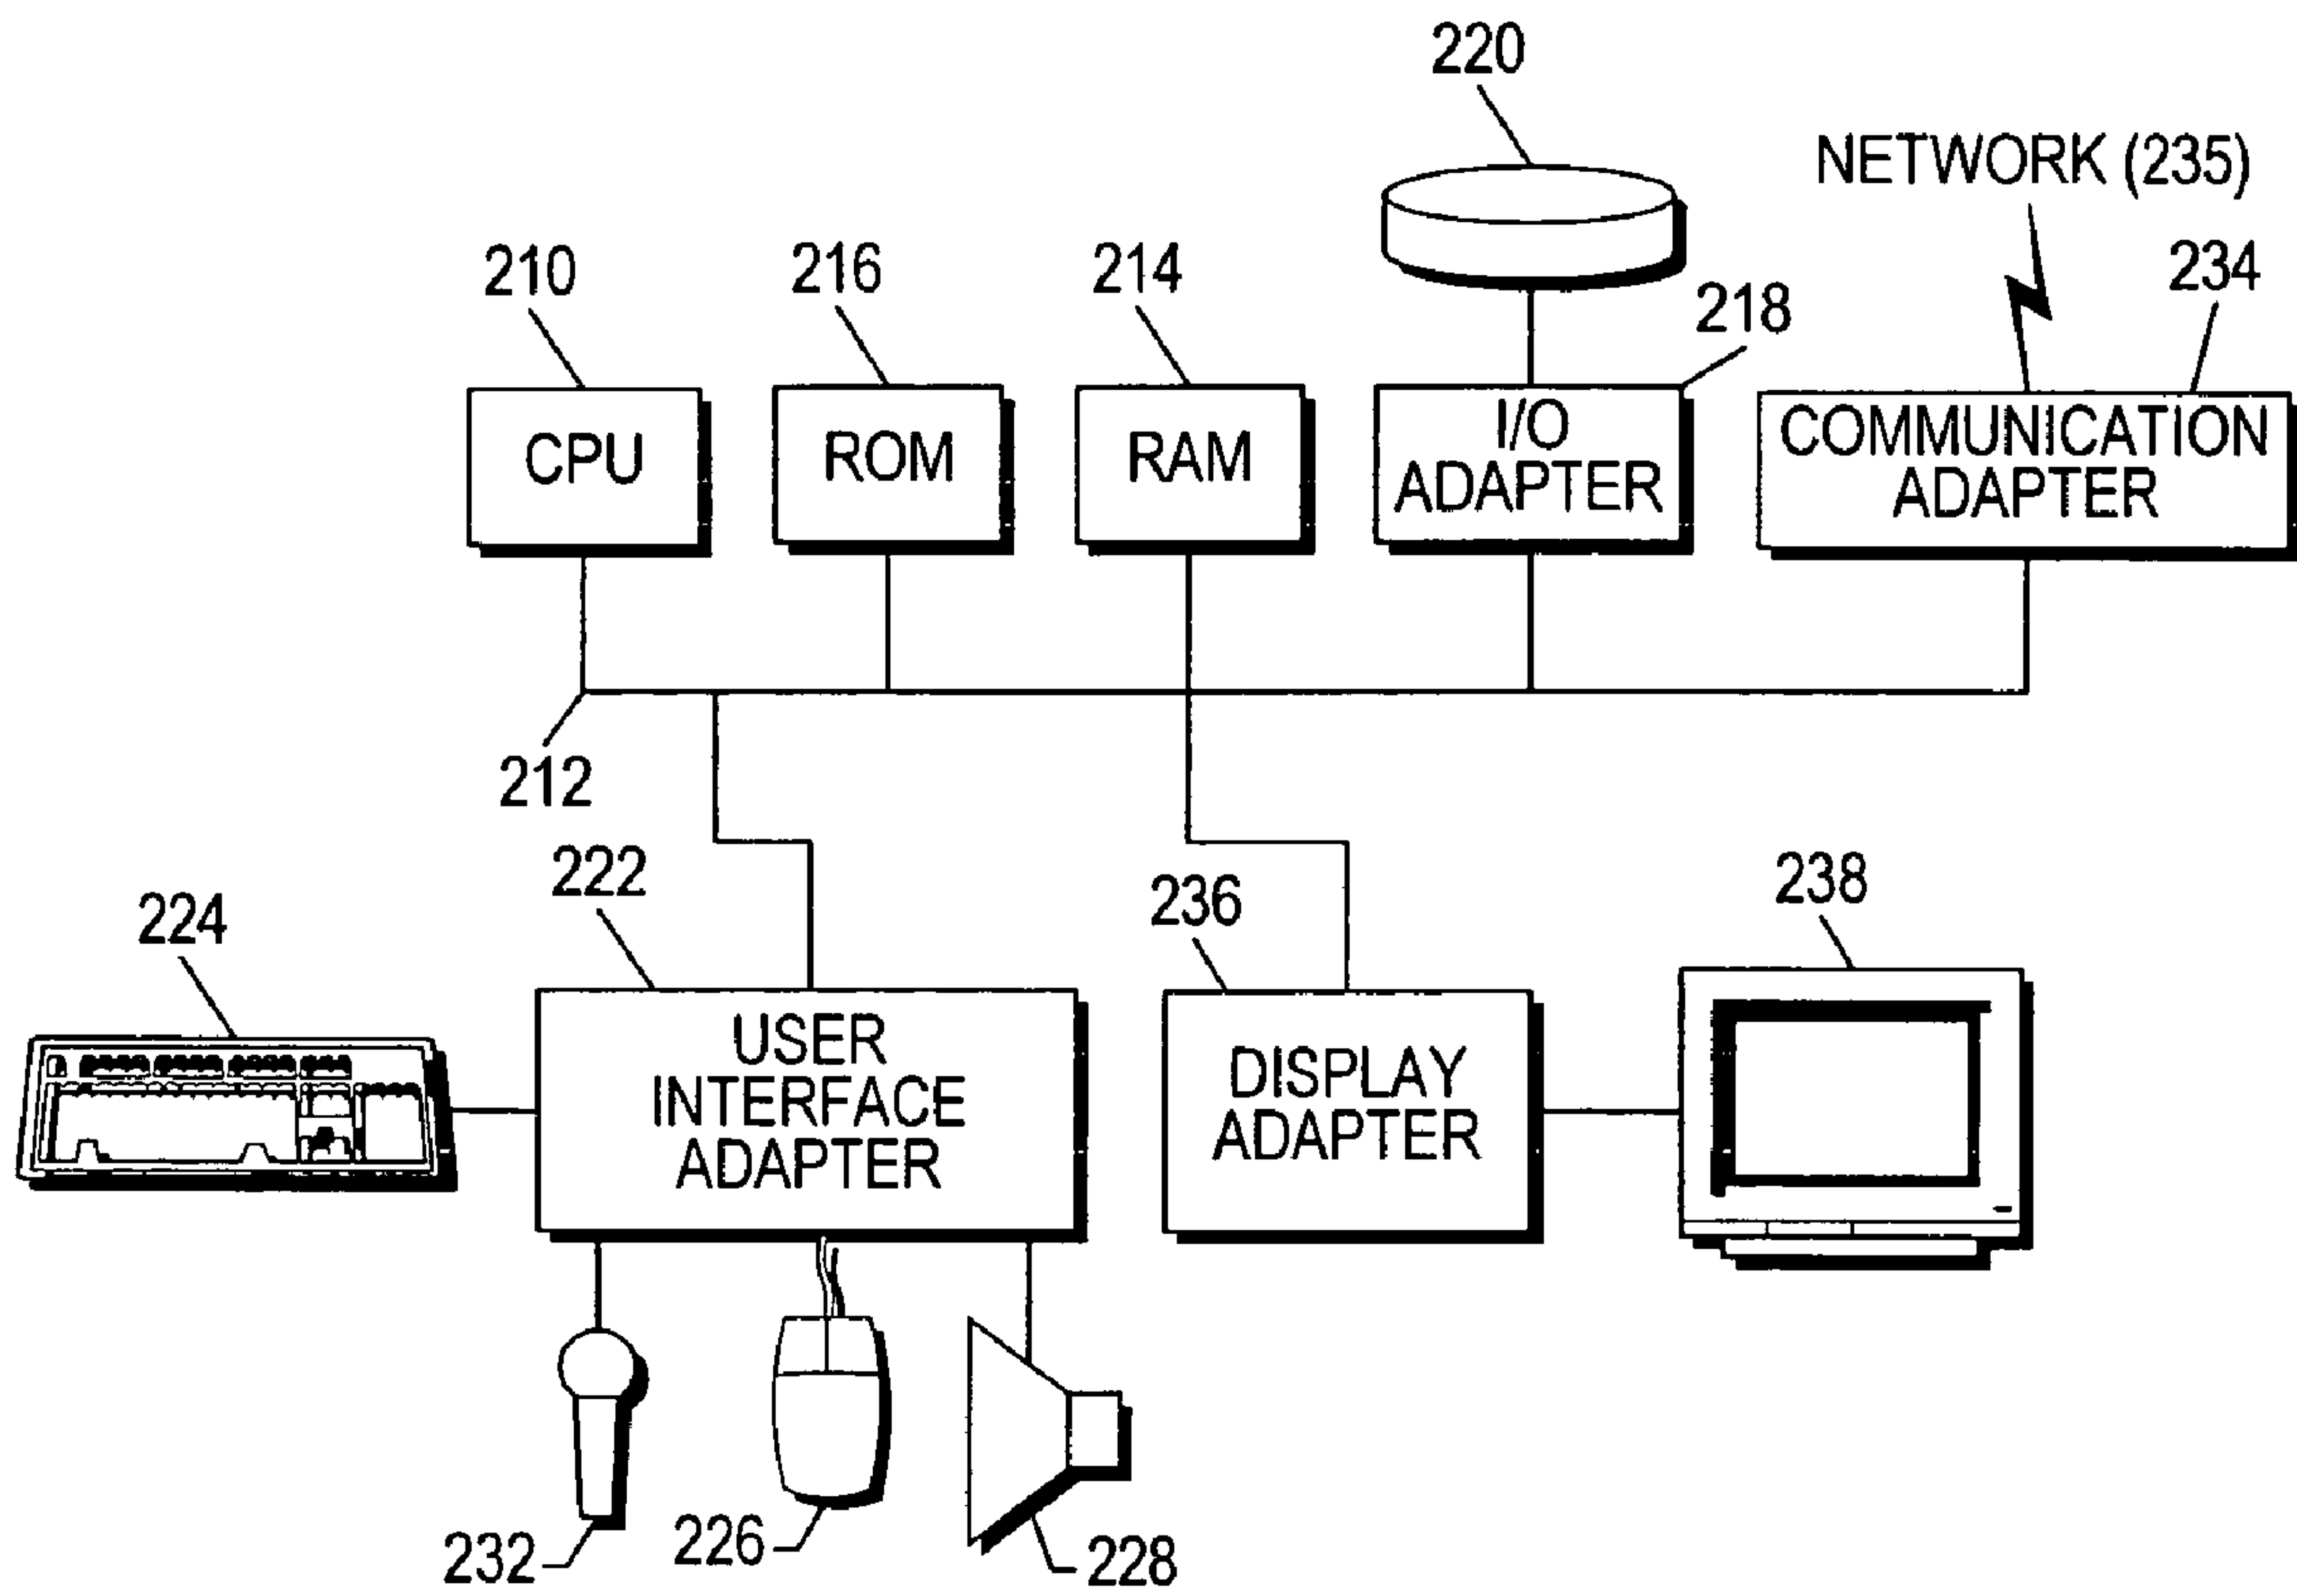 220
NETWORK (235)
210
216
214
218
234
CPU
ROM
RAM
I/O
ADAPTER
COMMUNICATION
ADAPTER
212
222
224
236
238
USER
INTERFACE
ADAPTER
DISPLAY
ADAPTER
232
226
228